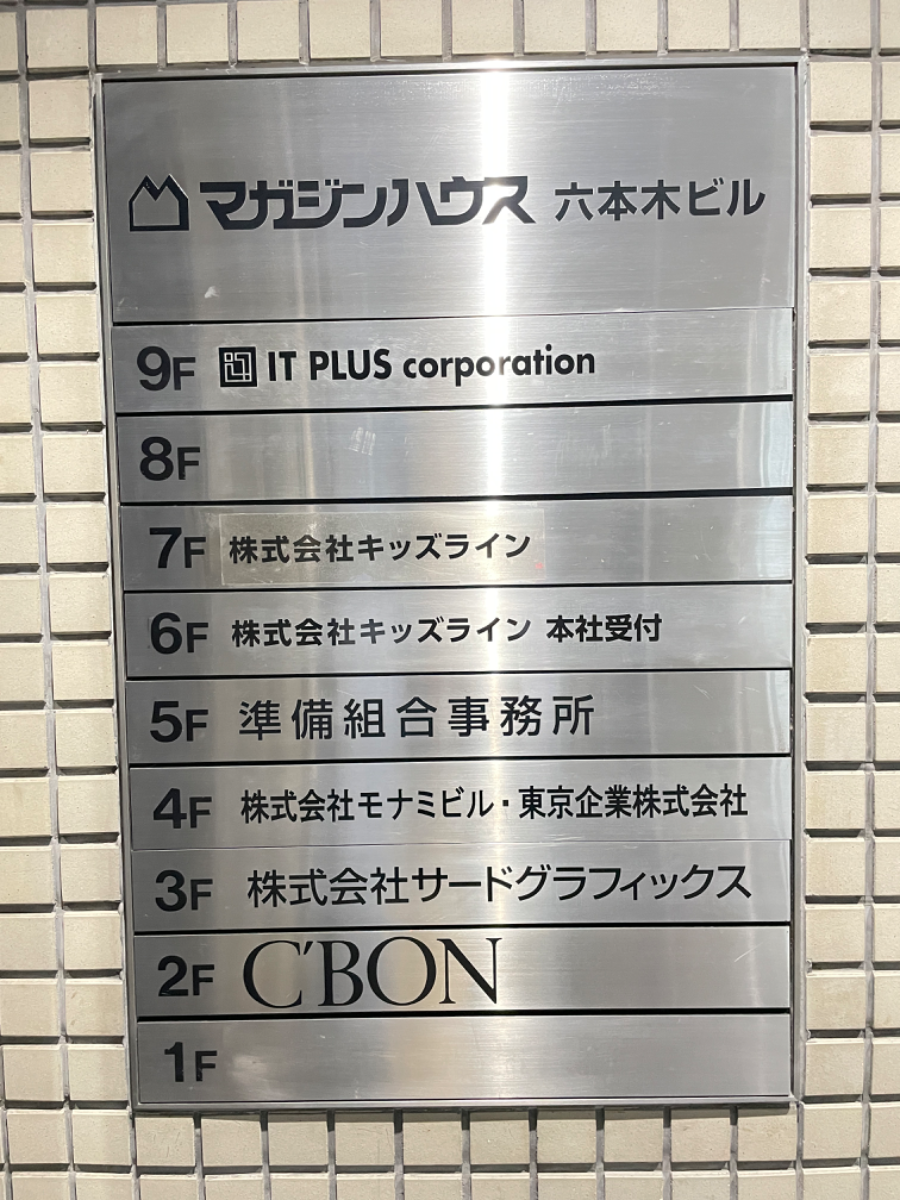 マガジンハウス 六本木ビル
9F IT PLUS corporation
8F
7F 株式会社キッズライン
6F 株式会社キッズライン 本社受付
5F 準備組合事務所
4F 株式会社モナミビル・東京企業株式会社
3F 株式会社サードグラフィックス
2F C'BON
1F